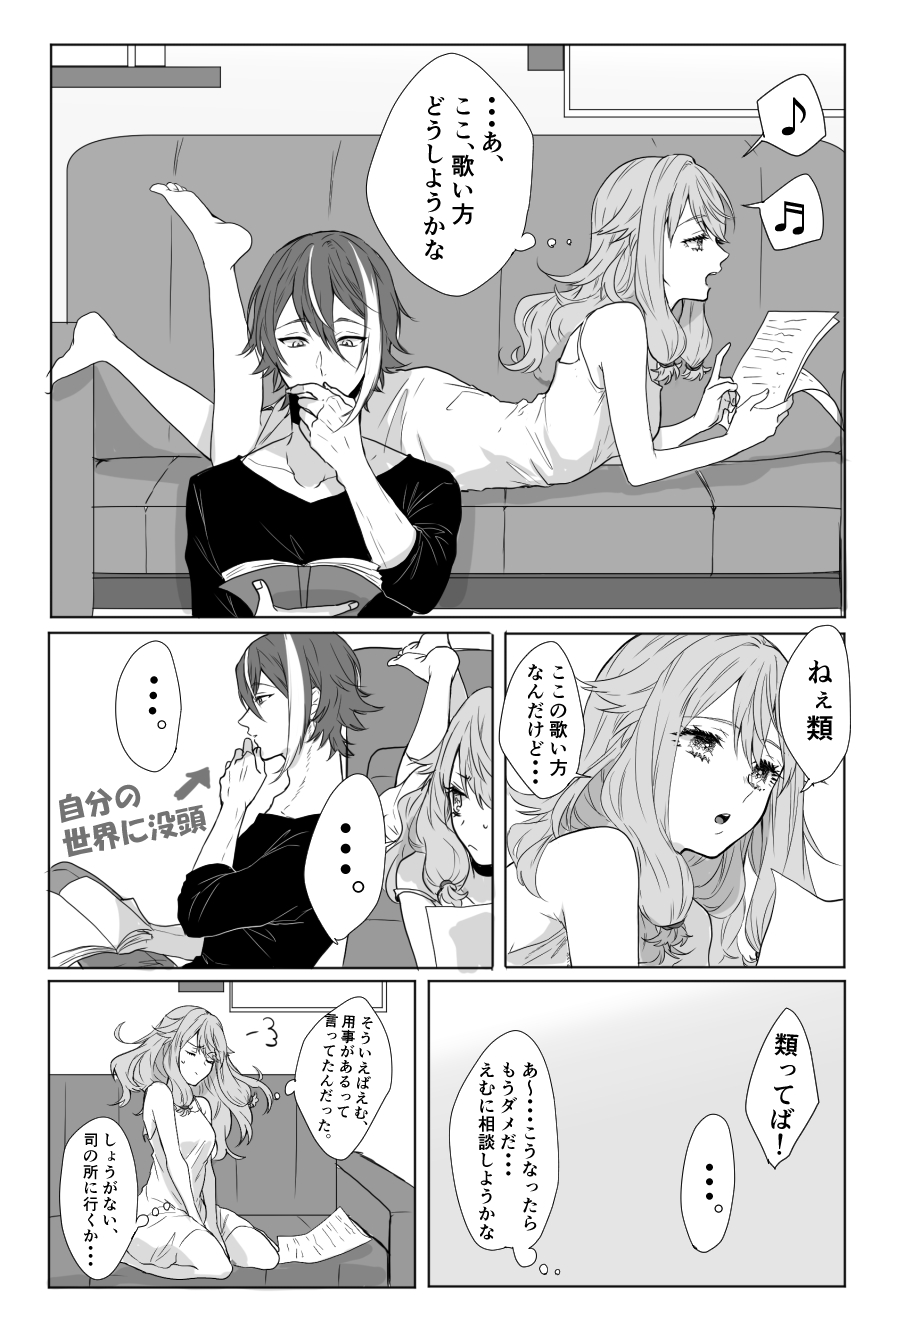 ・・・あ、
ここ、歌い方
どうしようかな
ねぇ類
ここの歌い方
なんだけど・・・
・・・。
自分の
世界に没頭
・・・。
類ってば！
・・・。
あ〜・・・こうなったら
もうダメだ・・・
えむに相談しようかな
そういえばえむ、
用事があるって
言ってたんだった。
しょうがない、
司の所に行くか・・・